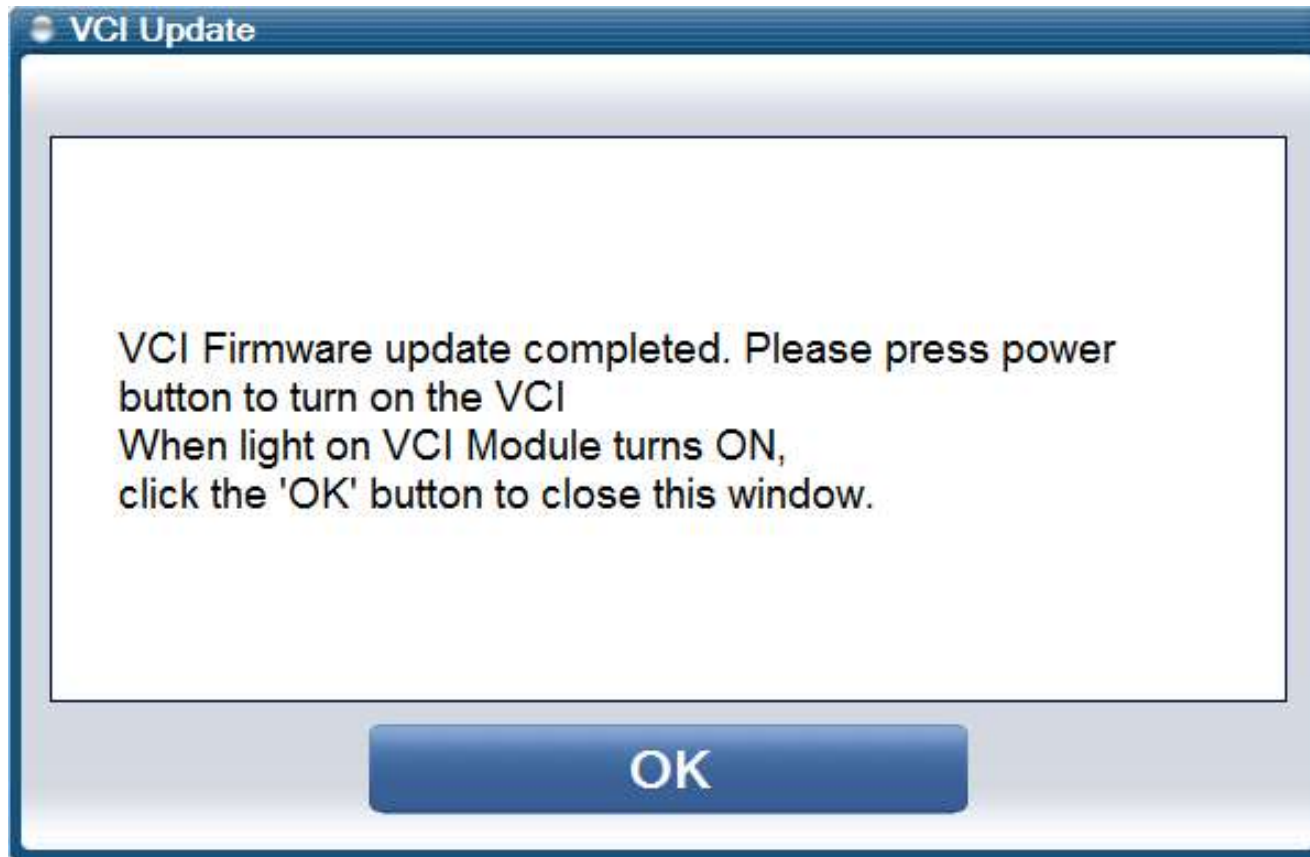 VCI Update
VCI Firmware update completed. Please press power
button to turn on the VCI
When light on VCI Module turns ON,
click the 'OK' button to close this window.
OK